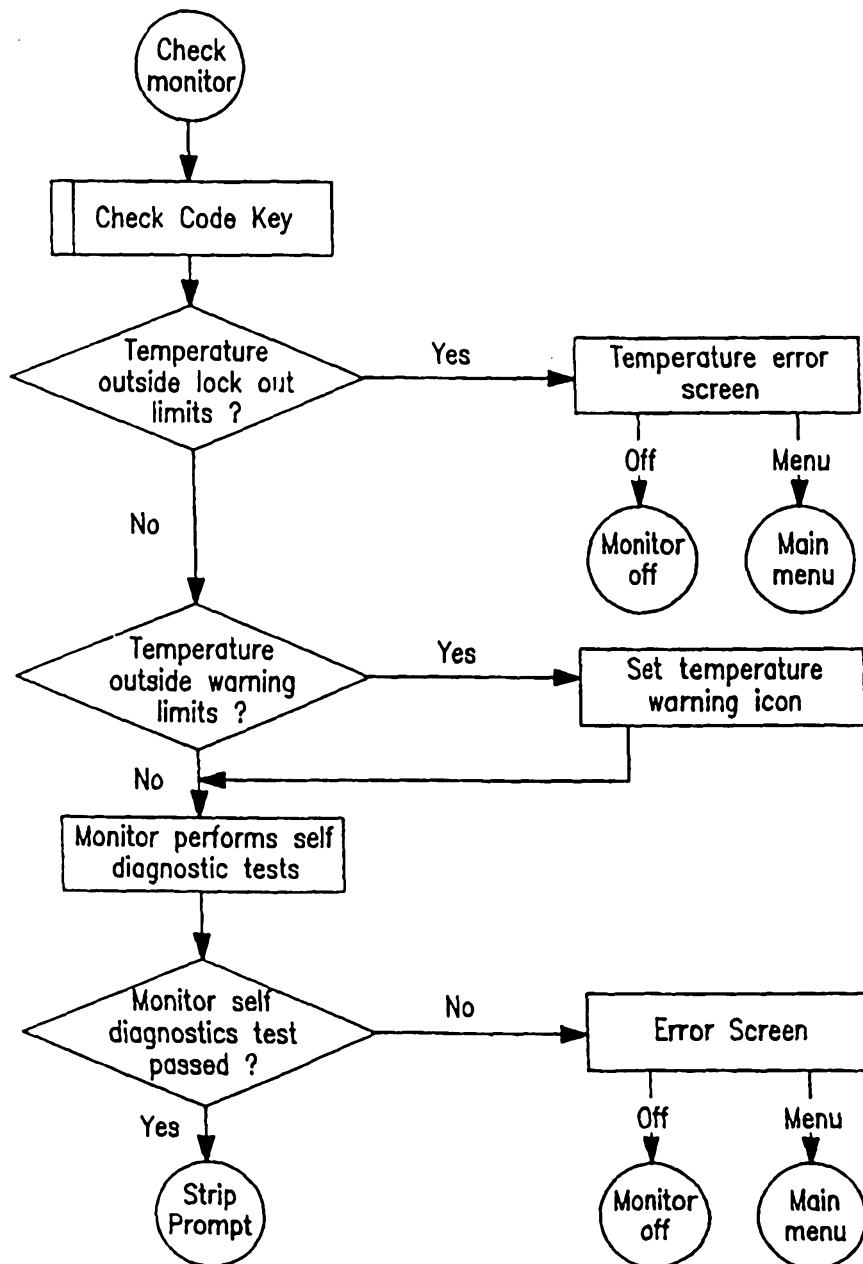 Check
monitor
Check Code Key
Temperature
outside lock out
limits ?
Yes
Temperature error
screen
Off
Menu
Monitor
off
Main
menu
No
Temperature
outside warning
limits ?
Yes
Set temperature
warning icon
No
Monitor performs self
diagnostic tests
Monitor self
diagnostics test
passed ?
No
Error Screen
Off
Menu
Monitor
off
Main
menu
Yes
Strip
Prompt